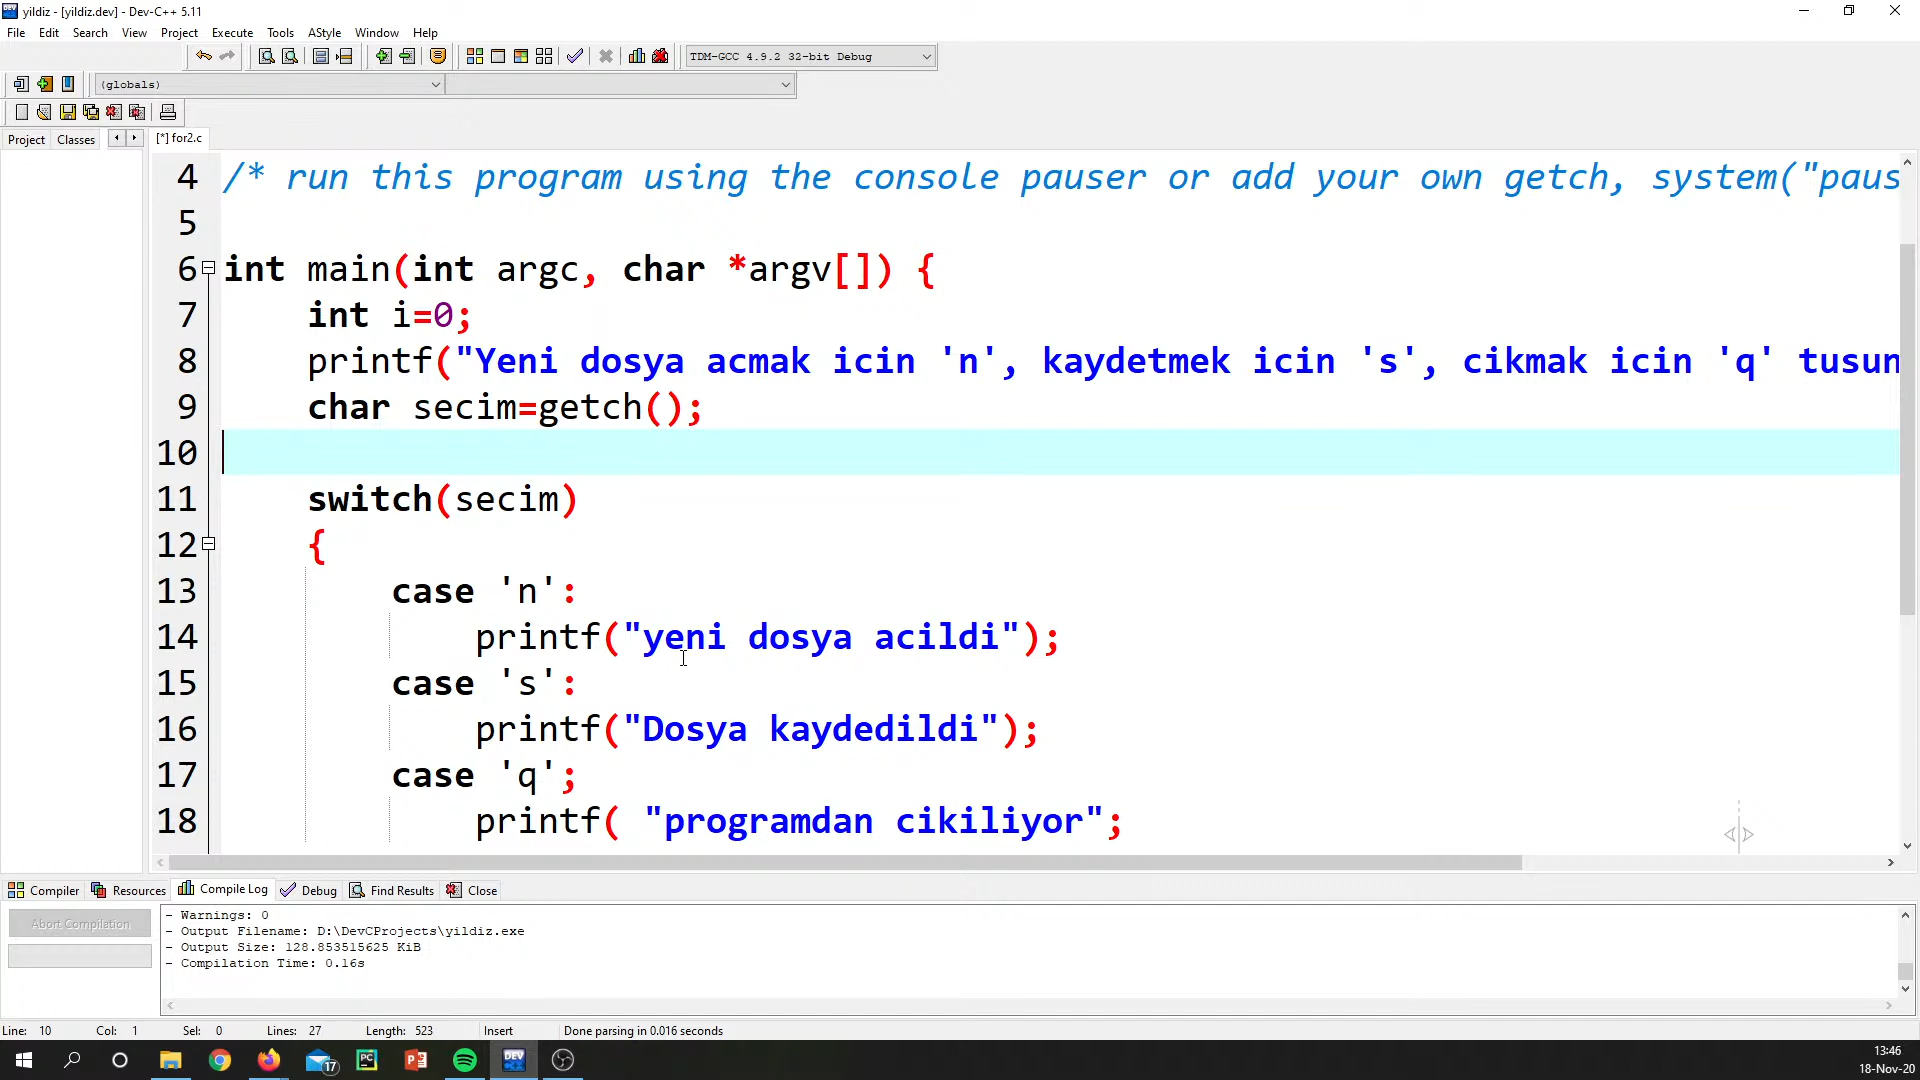 yildiz - [yildiz.dev] - Dev-C++ 5.11
File Edit Search View Project Execute Tools AStyle Window Help
TDM-GCC 4.9.2 32-bit Debug
(globals)
Project Classes [*] for2.c
4 /* run this program using the console pauser or add your own getch, system("paus
5
6 int main(int argc, char *argv[]) {
7 int i=0;
8 printf("Yeni dosya acmak icin 'n', kaydetmek icin 's', cikmak icin 'q' tusun
9 char secim=getch();
10
11 switch(secim)
12 {
13 case 'n':
14 printf("yeni dosya acildi");
15 case 's':
16 printf("Dosya kaydedildi");
17 case 'q';
18 printf( "programdan cikiliyor";
Compiler Resources Compile Log Debug Find Results Close
Abort Compilation
- Warnings: 0
- Output Filename: D:\DevCProjects\yildiz.exe
- Output Size: 128.853515625 KiB
- Compilation Time: 0.16s
Line: 10 Col: 1 Sel: 0 Lines: 27 Length: 523 Insert Done parsing in 0.016 seconds
17 PC P DEV 13:46
18-Nov-20